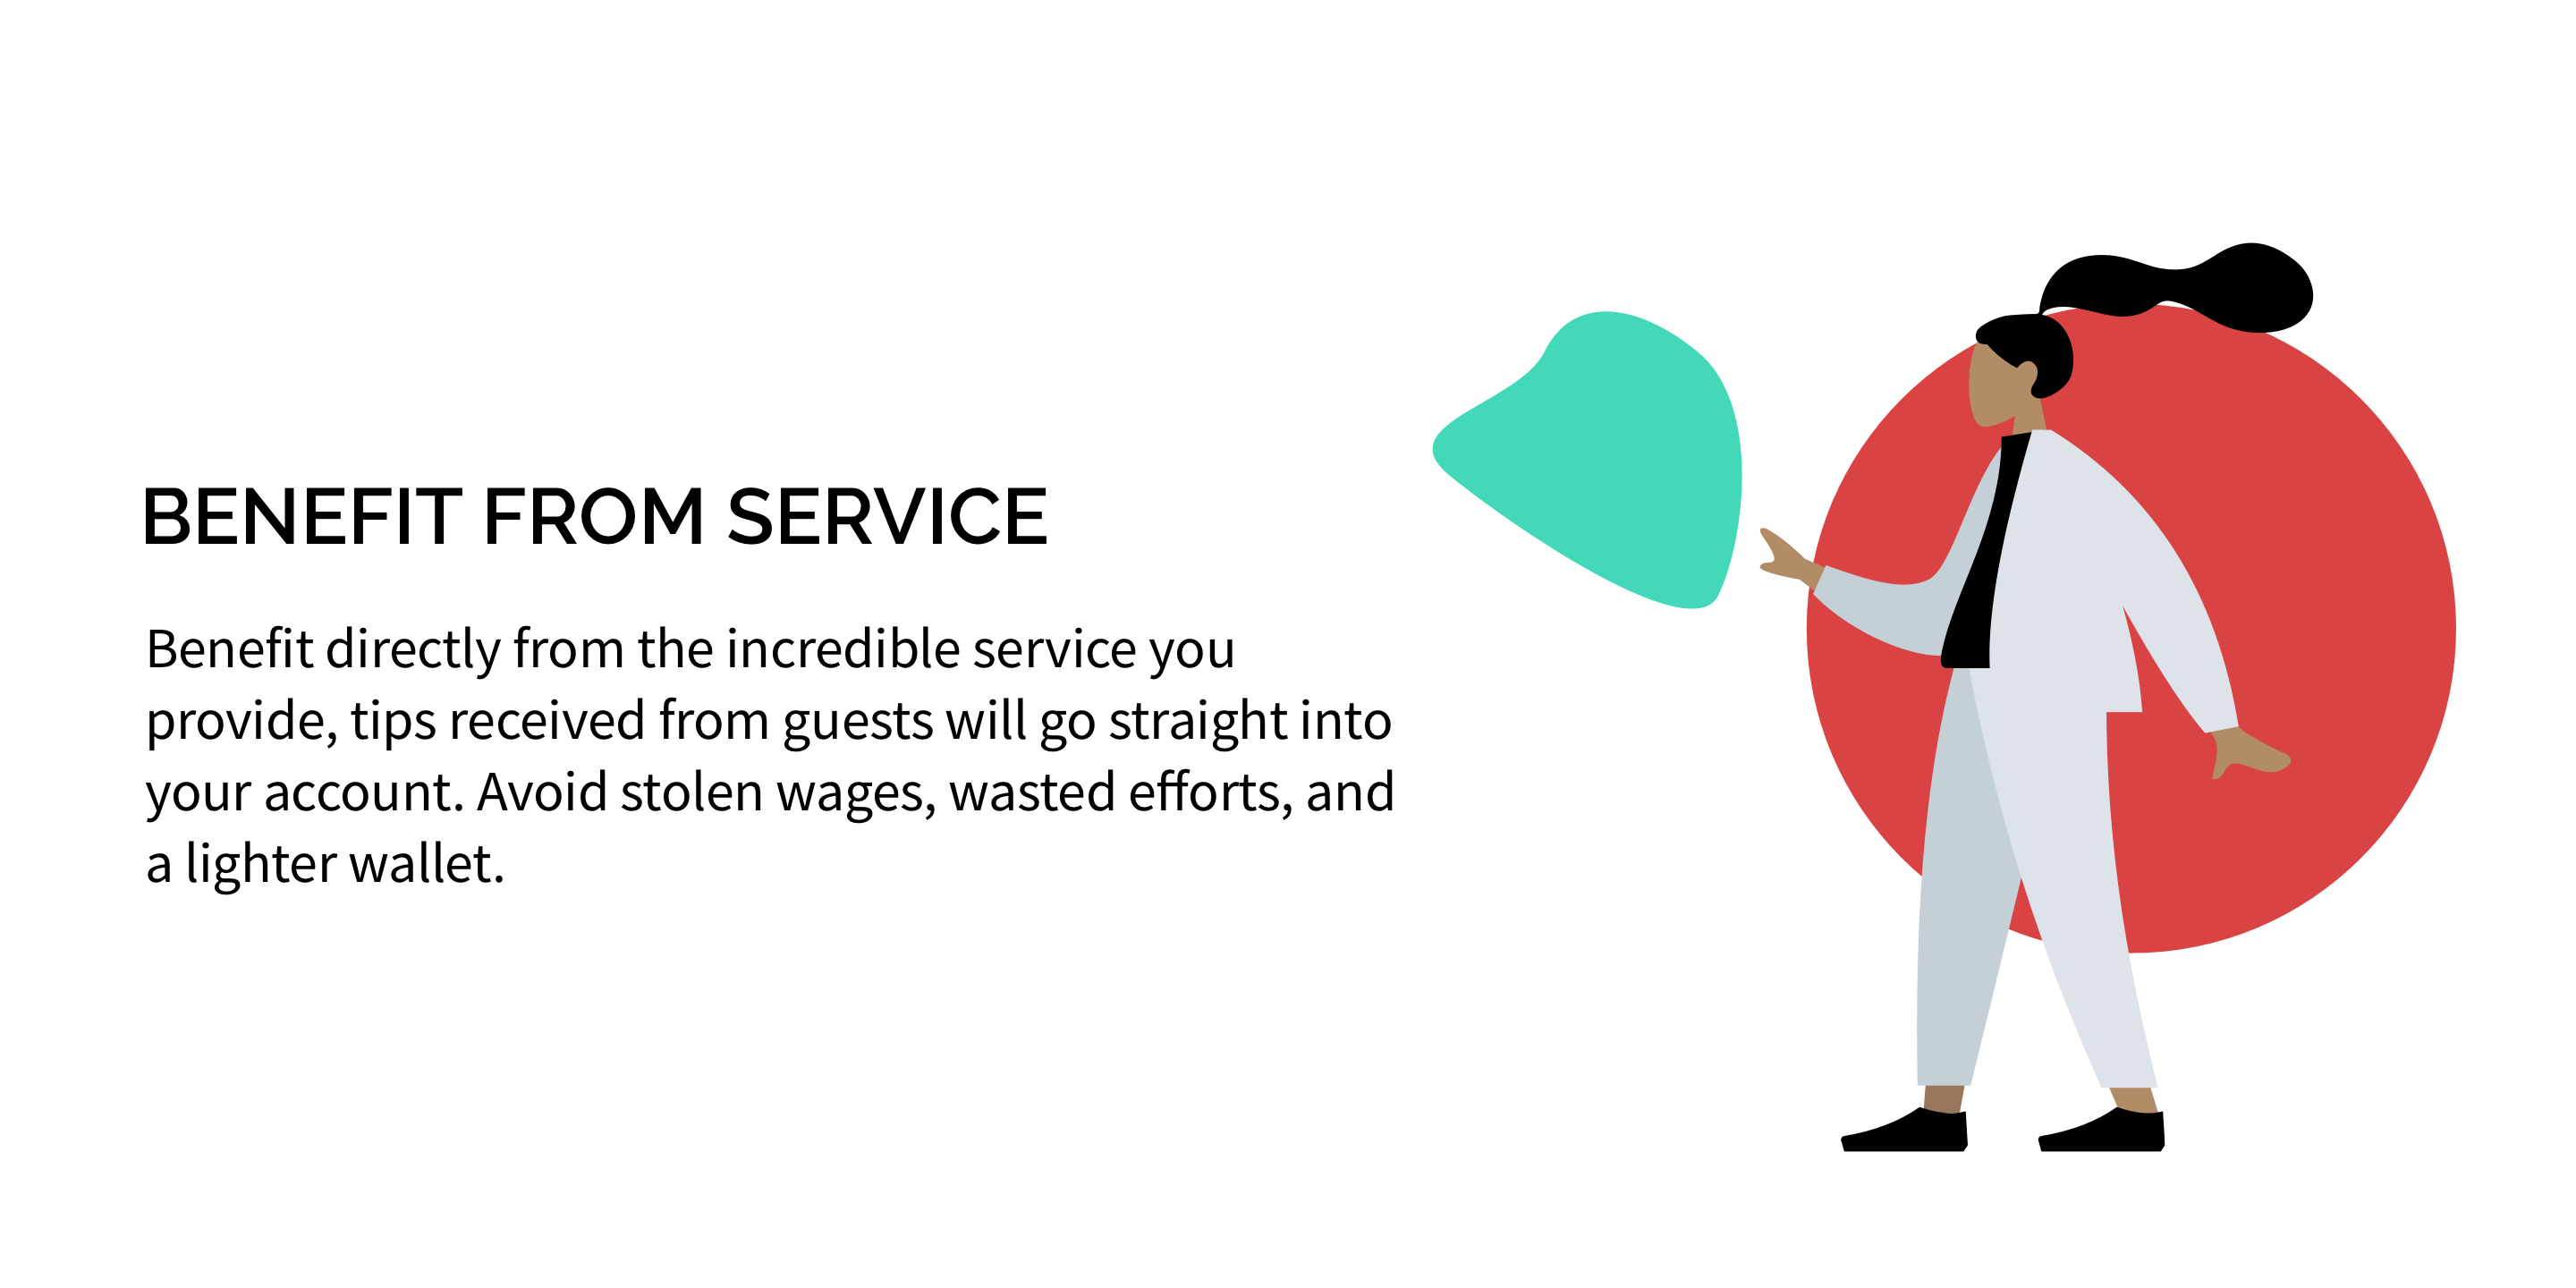 BENEFIT FROM SERVICE
Benefit directly from the incredible service you
provide, tips received from guests will go straight into
your account. Avoid stolen wages, wasted efforts, and
a lighter wallet.